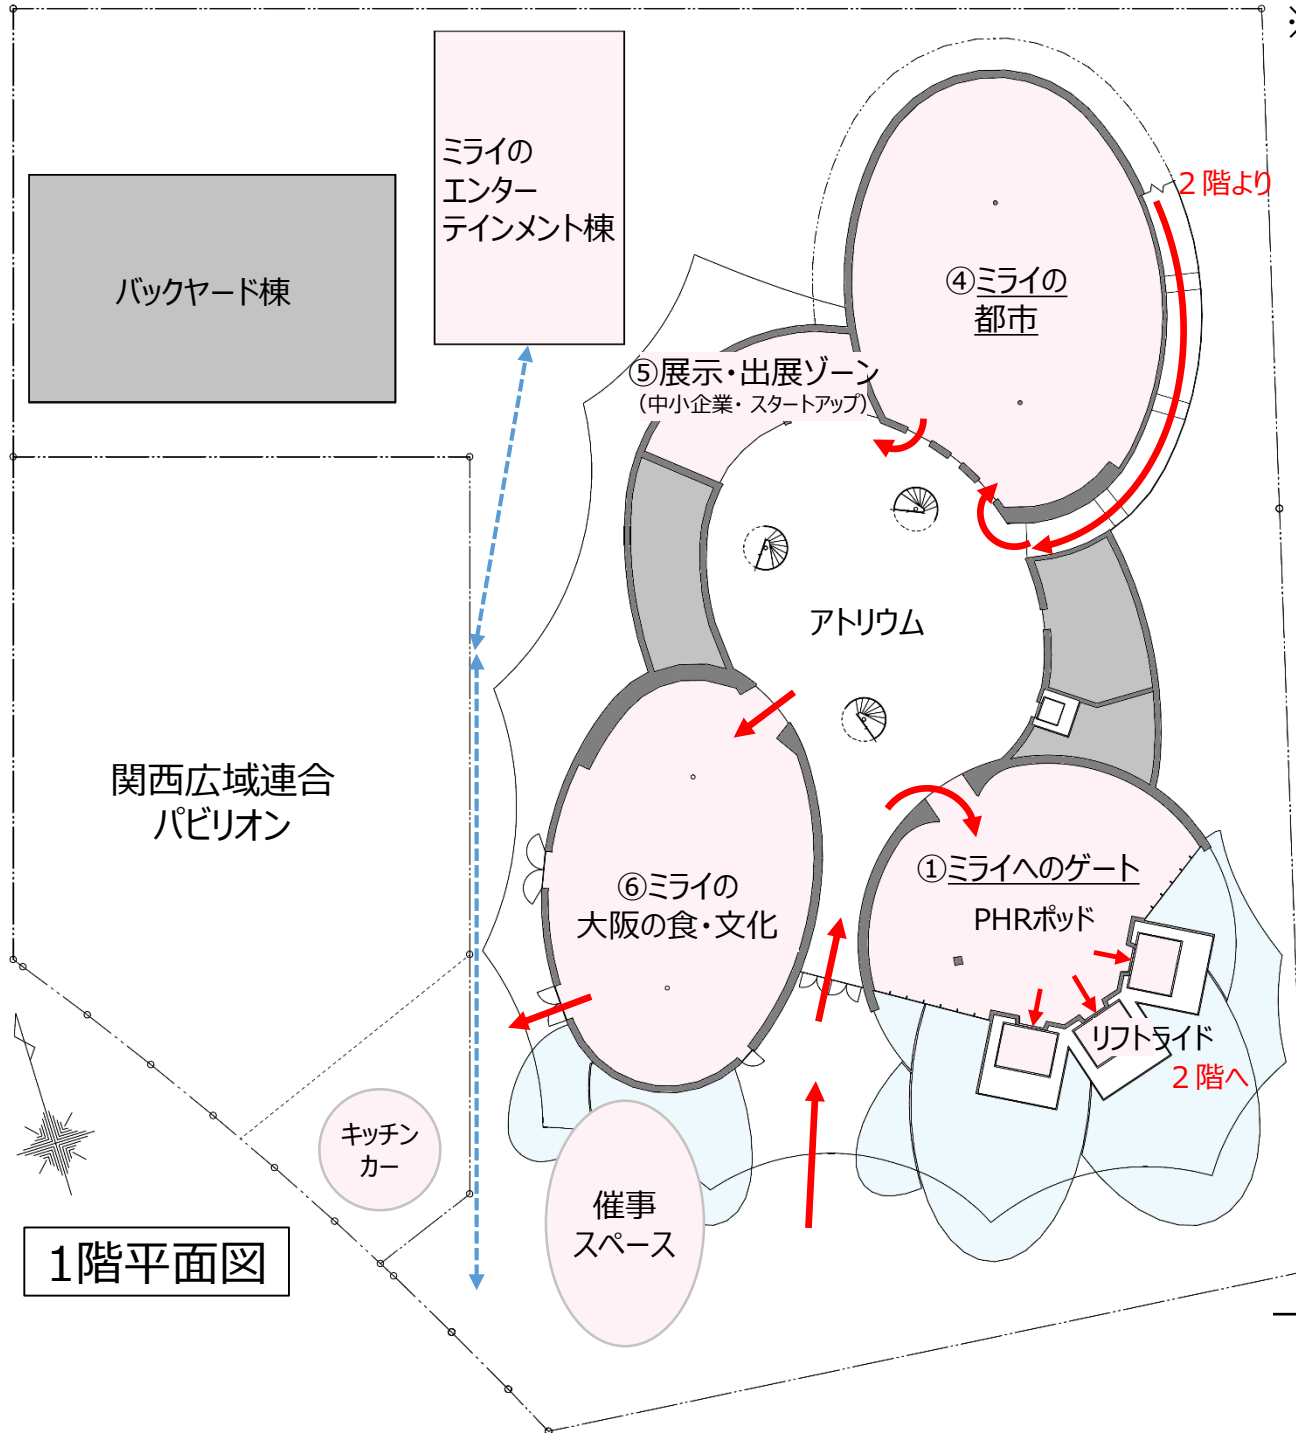 ※
２階より
ミライの
エンター
テインメント棟
バックヤード棟
④ミライの
都市
⑤展示・出展ゾーン
（中小企業・スタートアップ）
アトリウム
関西広域連合
パビリオン
①ミライへのゲート
PHRポッド
⑥ミライの
大阪の食・文化
リフトライド
２階へ
キッチン
カー
催事
スペース
1階平面図